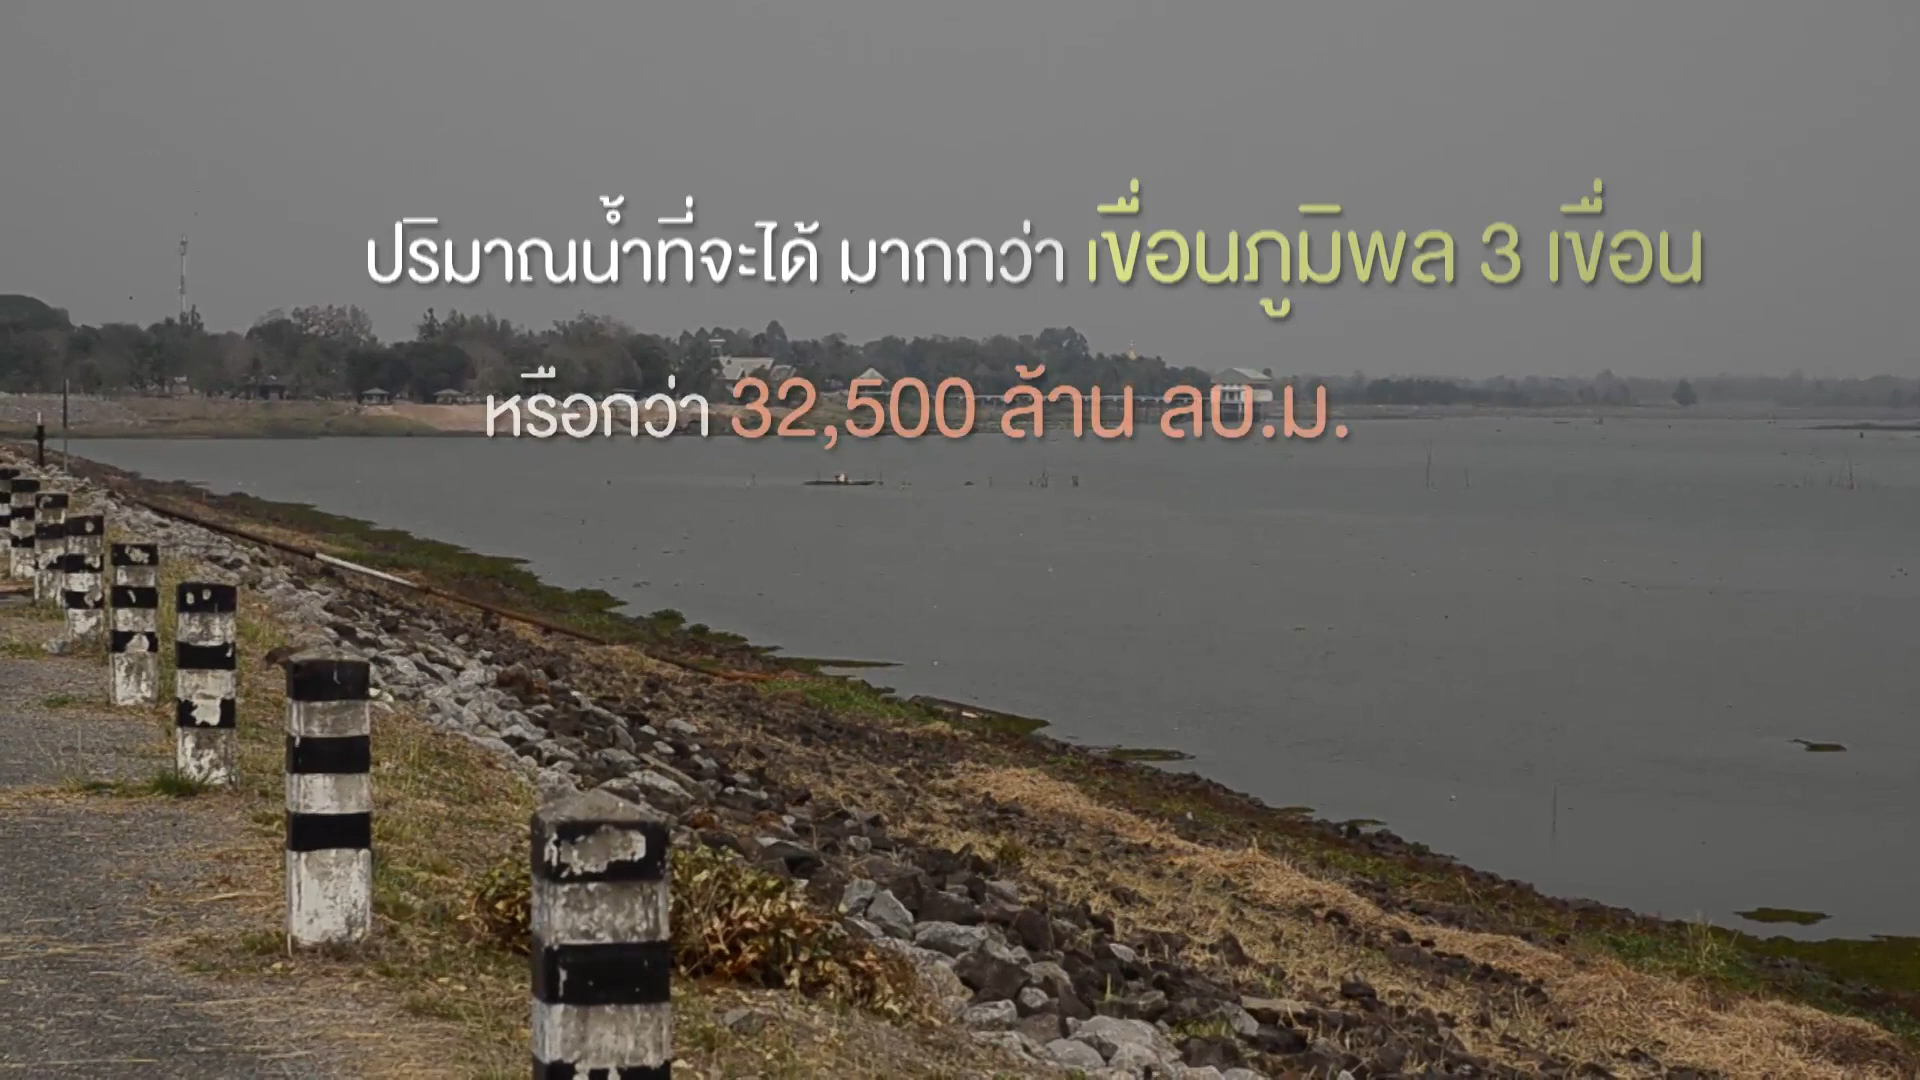 ปริมาณน้ำที่จะได้ มากกว่า เขื่อนภูมิพล 3 เขื่อน
หรือกว่า 32,500 ล้าน ลบ.ม.